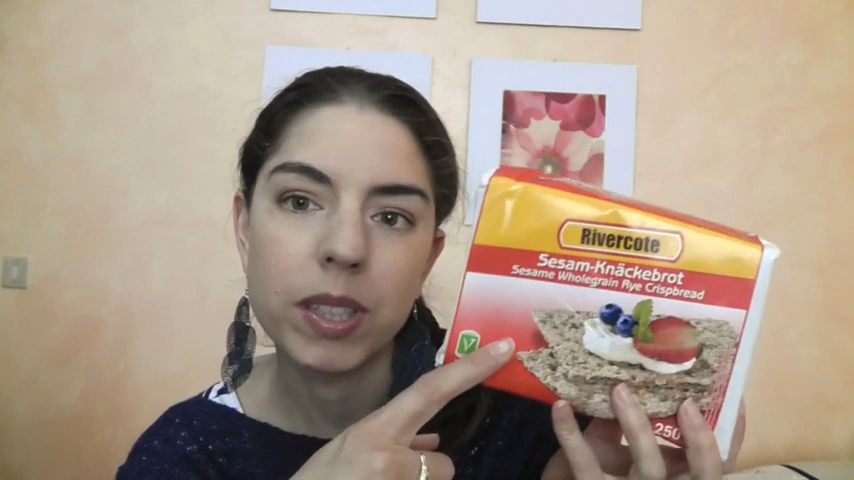 Rivercote
Sesam-Knäckebrot
Sesame Wholegrain Rye Crispbread
V
250